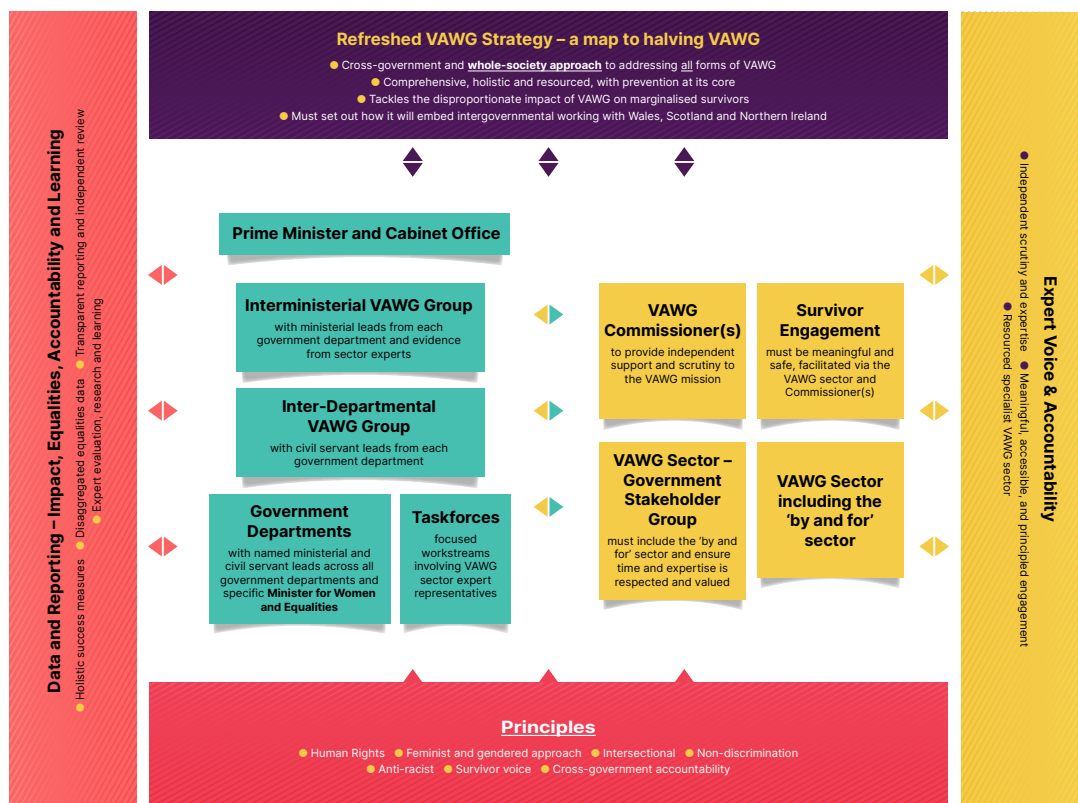 Refreshed VAWG Strategy – a map to halving VAWG
● Cross-government and whole-society approach to addressing all forms of VAWG
● Comprehensive, holistic and resourced, with prevention at its core
● Tackles the disproportionate impact of VAWG on marginalised survivors
● Must set out how it will embed intergovernmental working with Wales, Scotland and Northern Ireland
Data and Reporting – Impact, Equalities, Accountability and Learning
● Holistic success measures ● Disaggregated equalities data ● Transparent reporting and independent review
● Expert evaluation, research and learning
Prime Minister and Cabinet Office
Interministerial VAWG Group
with ministerial leads from each
government department and evidence
from sector experts
Inter-Departmental
VAWG Group
with civil servant leads from each
government department
Government
Departments
with named ministerial and
civil servant leads across all
government departments and
specific Minister for Women
and Equalities
Taskforces
focused
workstreams
involving VAWG
sector expert
representatives
VAWG
Commissioner(s)
to provide independent
support and scrutiny to
the VAWG mission
Survivor
Engagement
must be meaningful and
safe, facilitated via the
VAWG sector and
Commissioner(s)
VAWG Sector –
Government
Stakeholder
Group
must include the ‘by and
for’ sector and ensure
time and expertise is
respected and valued
VAWG Sector
including the
‘by and for’
sector
Expert Voice & Accountability
● Independent scrutiny and expertise ● Meaningful, accessible, and principled engagement
● Resourced specialist VAWG sector
Principles
● Human Rights ● Feminist and gendered approach ● Intersectional ● Non-discrimination
● Anti-racist ● Survivor voice ● Cross-government accountability